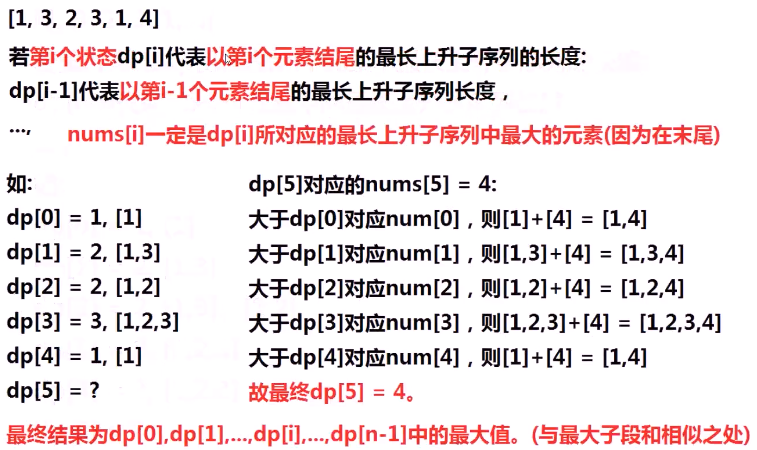 [1, 3, 2, 3, 1, 4]
若第i个状态dp[i]代表以第i个元素结尾的最长上升子序列的长度:
dp[i-1]代表以第i-1个元素结尾的最长上升子序列长度，
..., nums[i]一定是dp[i]所对应的最长上升子序列中最大的元素(因为在末尾)
如: dp[5]对应的nums[5] = 4:
dp[0] = 1, [1] 大于dp[0]对应num[0]，则[1]+[4] = [1,4]
dp[1] = 2, [1,3] 大于dp[1]对应num[1]，则[1,3]+[4] = [1,3,4]
dp[2] = 2, [1,2] 大于dp[2]对应num[2]，则[1,2]+[4] = [1,2,4]
dp[3] = 3, [1,2,3] 大于dp[3]对应num[3]，则[1,2,3]+[4] = [1,2,3,4]
dp[4] = 1, [1] 大于dp[4]对应num[4]，则[1]+[4] = [1,4]
dp[5] = ? 故最终dp[5] = 4。
最终结果为dp[0],dp[1],...,dp[i],...,dp[n-1]中的最大值。(与最大子段和相似之处)